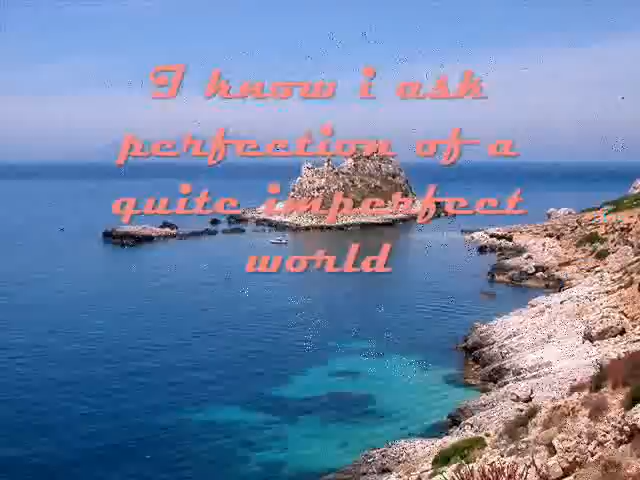 I know i ask
perfection of a
quite imperfect
world